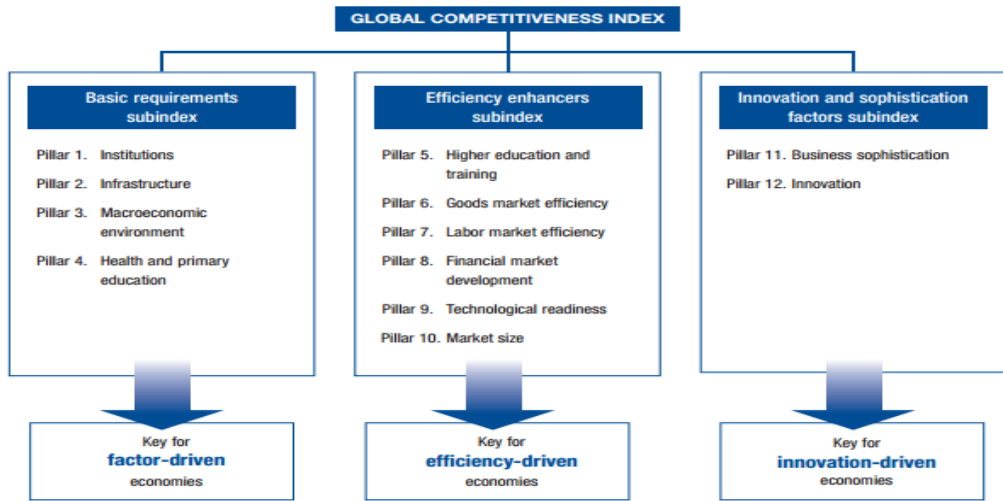 GLOBAL COMPETITIVENESS INDEX
Basic requirements
subindex
Pillar 1. Institutions
Pillar 2. Infrastructure
Pillar 3. Macroeconomic
environment
Pillar 4. Health and primary
education
Key for
factor-driven
economies
Efficiency enhancers
subindex
Pillar 5. Higher education and
training
Pillar 6. Goods market efficiency
Pillar 7. Labor market efficiency
Pillar 8. Financial market
development
Pillar 9. Technological readiness
Pillar 10. Market size
Key for
efficiency-driven
economies
Innovation and sophistication
factors subindex
Pillar 11. Business sophistication
Pillar 12. Innovation
Key for
innovation-driven
economies